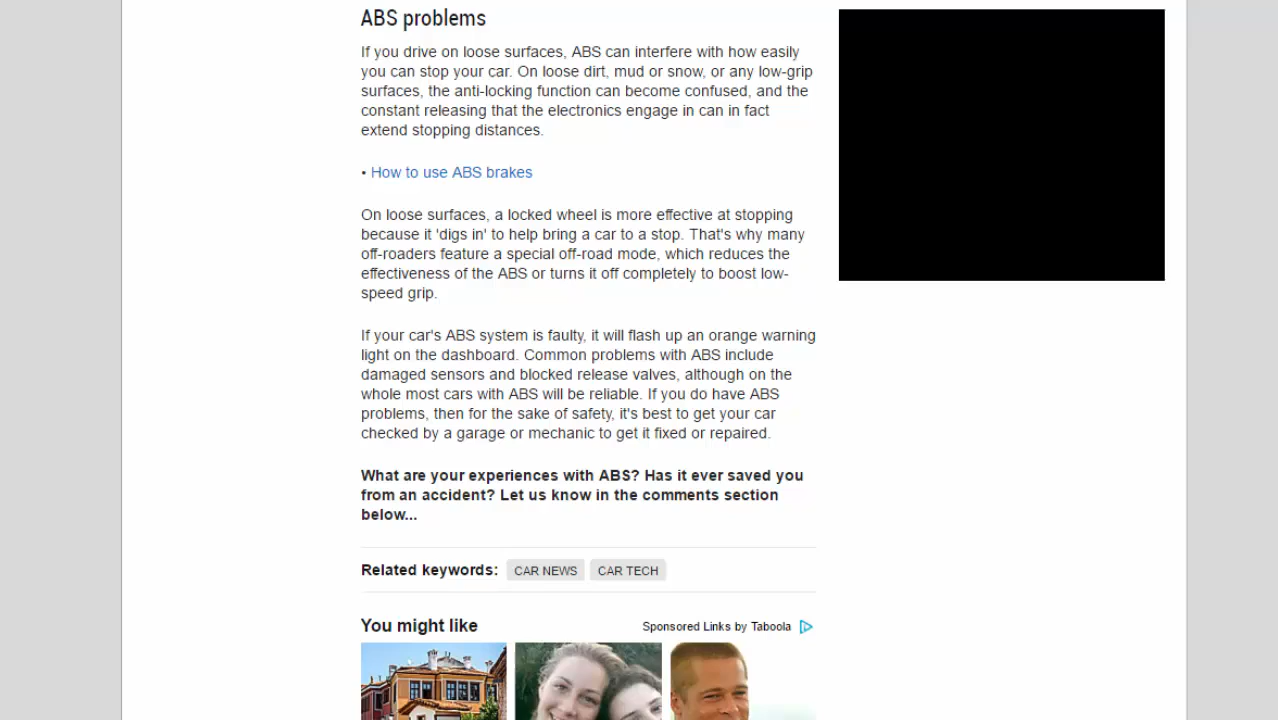 ABS problems
If you drive on loose surfaces, ABS can interfere with how easily
you can stop your car. On loose dirt, mud or snow, or any low-grip
surfaces, the anti-locking function can become confused, and the
constant releasing that the electronics engage in can in fact
extend stopping distances.
• How to use ABS brakes
On loose surfaces, a locked wheel is more effective at stopping
because it 'digs in' to help bring a car to a stop. That's why many
off-roaders feature a special off-road mode, which reduces the
effectiveness of the ABS or turns it off completely to boost low-
speed grip.
If your car's ABS system is faulty, it will flash up an orange warning
light on the dashboard. Common problems with ABS include
damaged sensors and blocked release valves, although on the
whole most cars with ABS will be reliable. If you do have ABS
problems, then for the sake of safety, it's best to get your car
checked by a garage or mechanic to get it fixed or repaired.
What are your experiences with ABS? Has it ever saved you
from an accident? Let us know in the comments section
below...
Related keywords: CAR NEWS CAR TECH
You might like Sponsored Links by Taboola